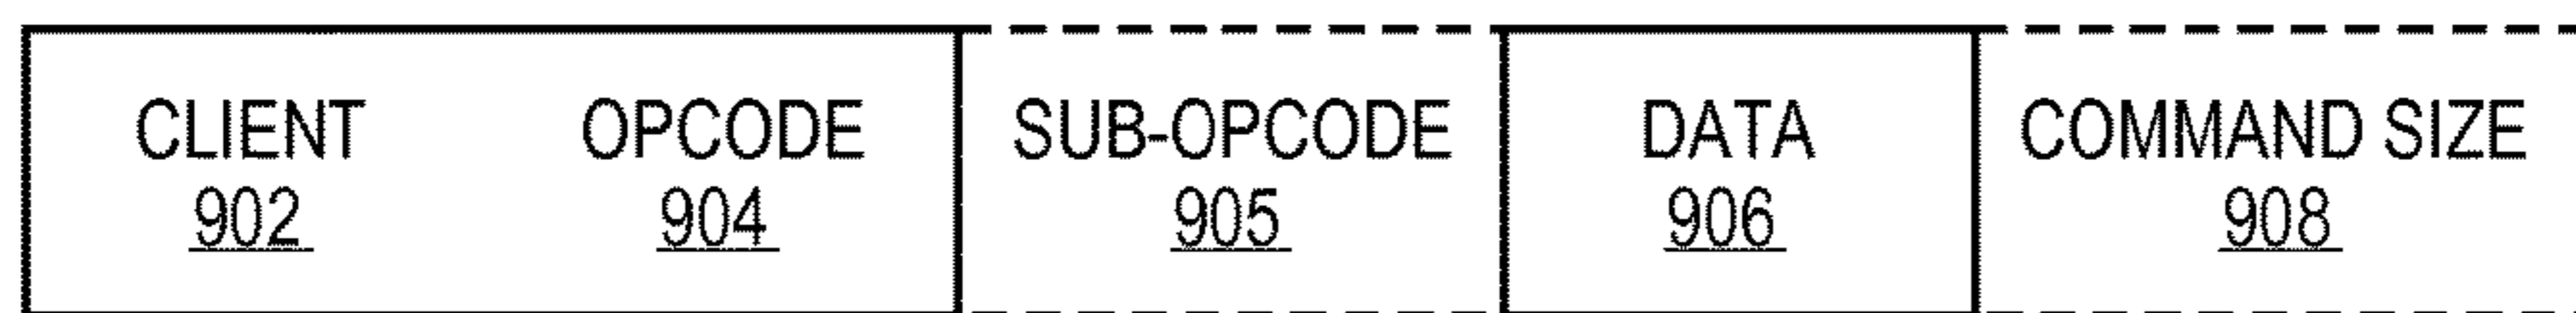 CLIENT OPCODE SUB-OPCODE DATA COMMAND SIZE
902 904 905 906 908